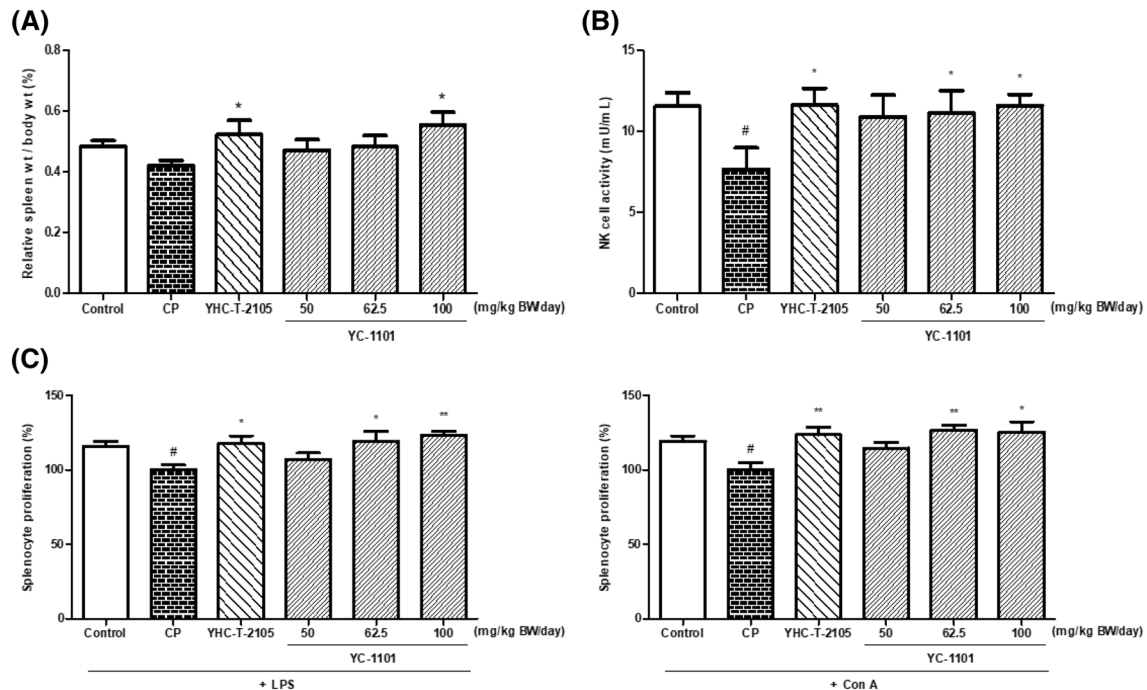 (A)
Relative spleen wt / body wt (%)
0.8
0.6
0.4
0.2
0.0
*
*
Control CP YHC-T-2105 50 62.5 100 (mg/kg BW/day)
YC-1101
(B)
NK cell activity (m U/m L)
15
10
5
0
#
*
*
*
Control CP YHC-T-2105 50 62.5 100 (mg/kg BW/day)
YC-1101
(C)
Splenocyte proliferation (%)
150
100
50
0
#
*
*
**
Control CP YHC-T-2105 50 62.5 100 (mg/kg BW/day)
YC-1101
+ LPS
Splenocyte proliferation (%)
150
100
50
0
#
**
**
*
Control CP YHC-T-2105 50 62.5 100 (mg/kg BW/day)
YC-1101
+ Con A